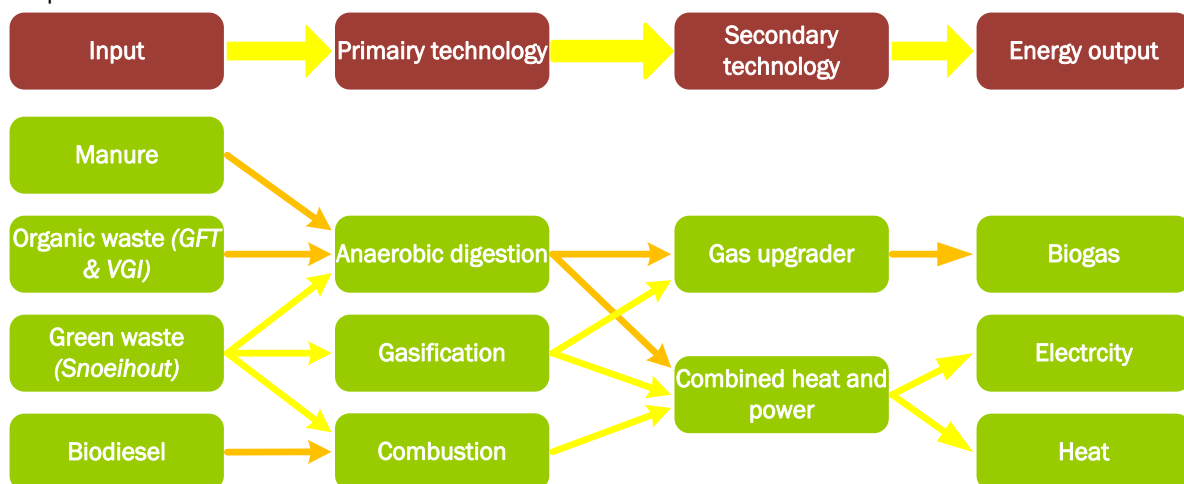 Input
Primairy technology
Secondary
technology
Energy output
Manure
Organic waste (GFT
& VGI)
Anaerobic digestion
Gas upgrader
Biogas
Green waste
(Snoeihout)
Gasification
Combined heat and
power
Electrcity
Biodiesel
Combustion
Heat